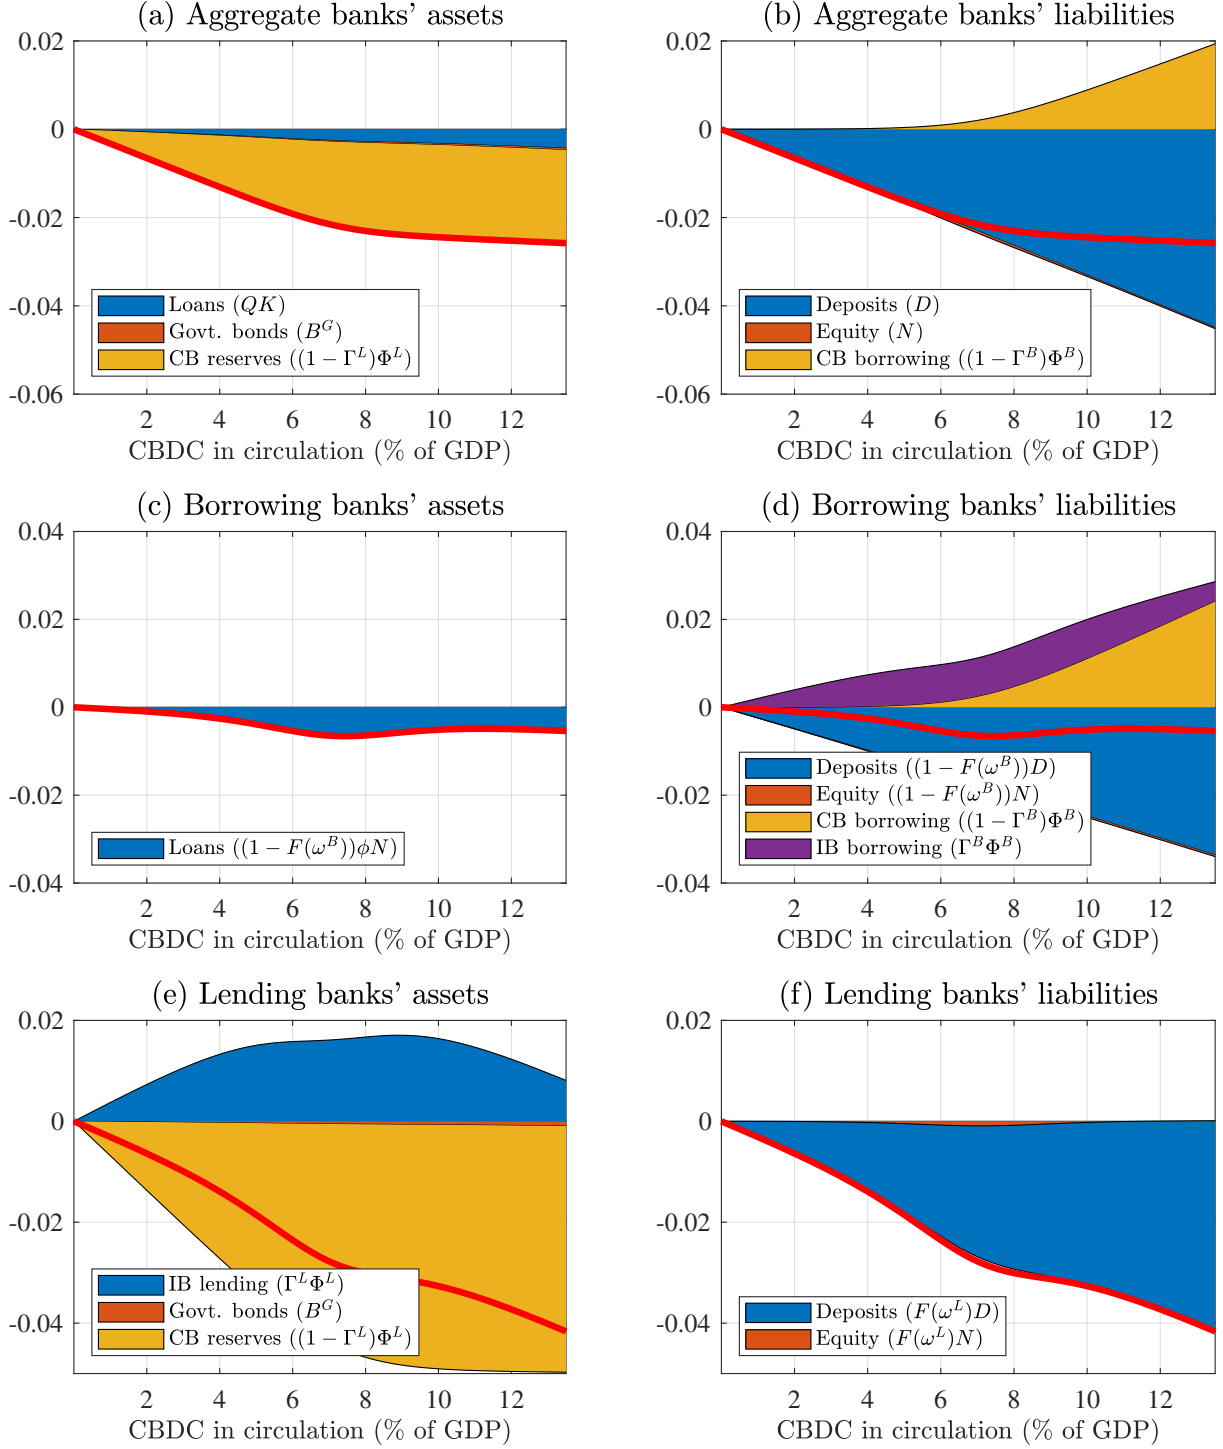 (a) Aggregate banks' assets
0.02
0
-0.02
-0.04
-0.06
Loans (QK)
Govt. bonds (B^G)
CB reserves ((1 − Γ^L)Φ^L)
2 4 6 8 10 12
CBDC in circulation (% of GDP)
(b) Aggregate banks' liabilities
0.02
0
-0.02
-0.04
-0.06
Deposits (D)
Equity (N)
CB borrowing ((1 − Γ^B)Φ^B)
2 4 6 8 10 12
CBDC in circulation (% of GDP)
(c) Borrowing banks' assets
0.04
0.02
0
-0.02
-0.04
Loans ((1 − F(ω^B))ϕN)
2 4 6 8 10 12
CBDC in circulation (% of GDP)
(d) Borrowing banks' liabilities
0.04
0.02
0
-0.02
-0.04
Deposits ((1 − F(ω^B))D)
Equity ((1 − F(ω^B))N)
CB borrowing ((1 − Γ^B)Φ^B)
IB borrowing (Γ^BΦ^B)
2 4 6 8 10 12
CBDC in circulation (% of GDP)
(e) Lending banks' assets
0.02
0
-0.02
-0.04
IB lending (Γ^LΦ^L)
Govt. bonds (B^G)
CB reserves ((1 − Γ^L)Φ^L)
2 4 6 8 10 12
CBDC in circulation (% of GDP)
(f) Lending banks' liabilities
0.02
0
-0.02
-0.04
Deposits (F(ω^L)D)
Equity (F(ω^L)N)
2 4 6 8 10 12
CBDC in circulation (% of GDP)